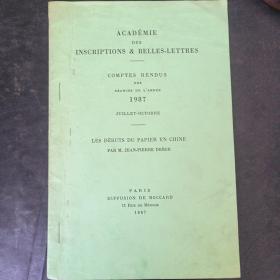 ACADÉMIE
DES
INSCRIPTIONS & BELLES-LETTRES
COMPTES RENDUS
DES
SÉANCES DE L'ANNÉE
1987
JUILLET-OCTOBRE
LES DÉBUTS DU PAPIER EN CHINE
PAR M. JEAN-PIERRE DRÈGE
PARIS
DIFFUSION DE BOCCARD
11 RUE DE MÉDICIS
1987